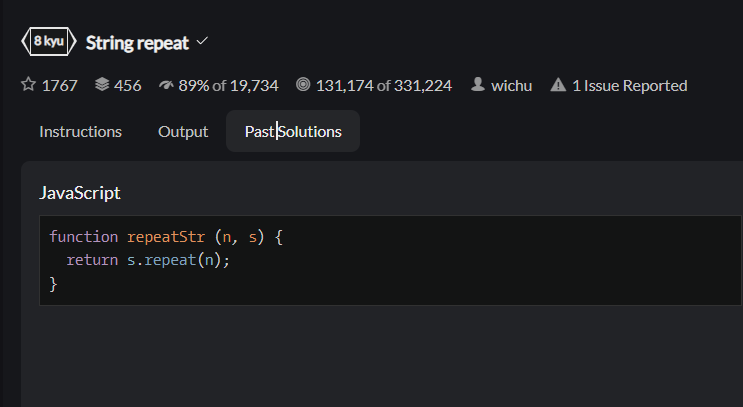 8 kyu String repeat
1767 456 89% of 19,734 131,174 of 331,224 wichu 1 Issue Reported
Instructions Output Past Solutions
JavaScript
function repeatStr (n, s) {
  return s.repeat(n);
}